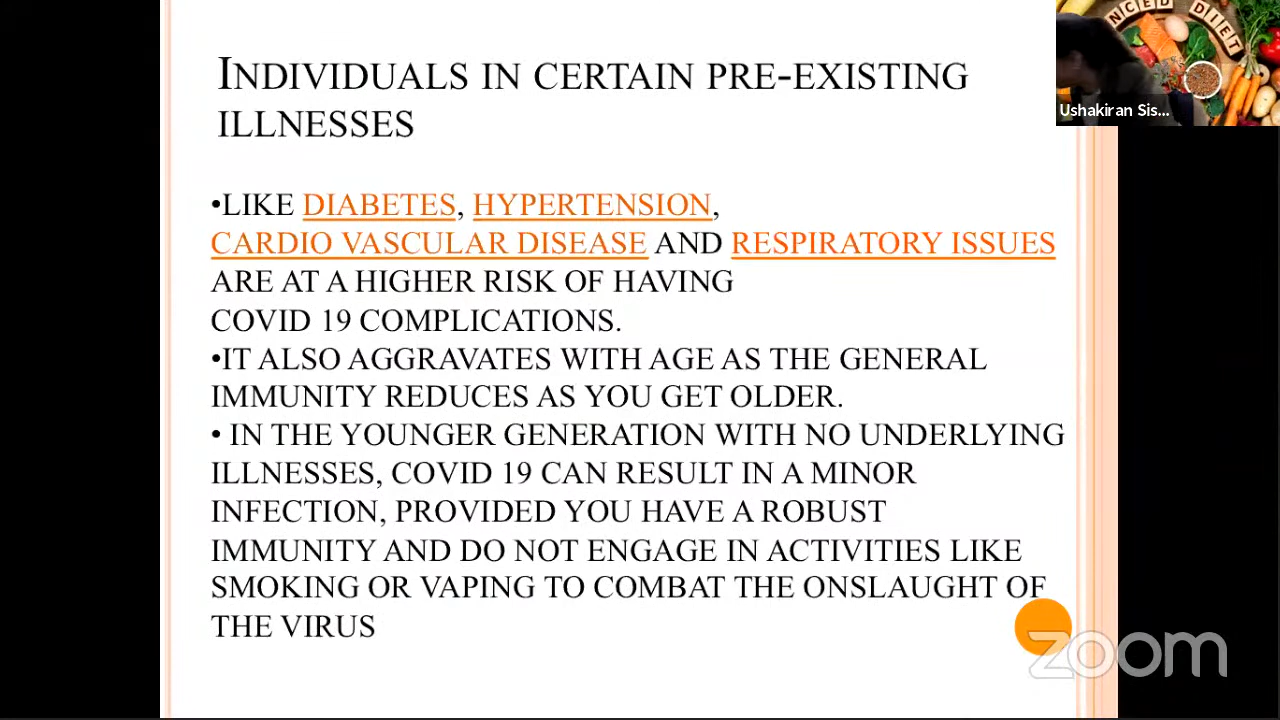 INDIVIDUALS IN CERTAIN PRE-EXISTING
ILLNESSES
•LIKE DIABETES, HYPERTENSION,
CARDIO VASCULAR DISEASE AND RESPIRATORY ISSUES
ARE AT A HIGHER RISK OF HAVING
COVID 19 COMPLICATIONS.
•IT ALSO AGGRAVATES WITH AGE AS THE GENERAL
IMMUNITY REDUCES AS YOU GET OLDER.
• IN THE YOUNGER GENERATION WITH NO UNDERLYING
ILLNESSES, COVID 19 CAN RESULT IN A MINOR
INFECTION, PROVIDED YOU HAVE A ROBUST
IMMUNITY AND DO NOT ENGAGE IN ACTIVITIES LIKE
SMOKING OR VAPING TO COMBAT THE ONSLAUGHT OF
THE VIRUS
NCED DIET
Ushakiran Sis...
zoom